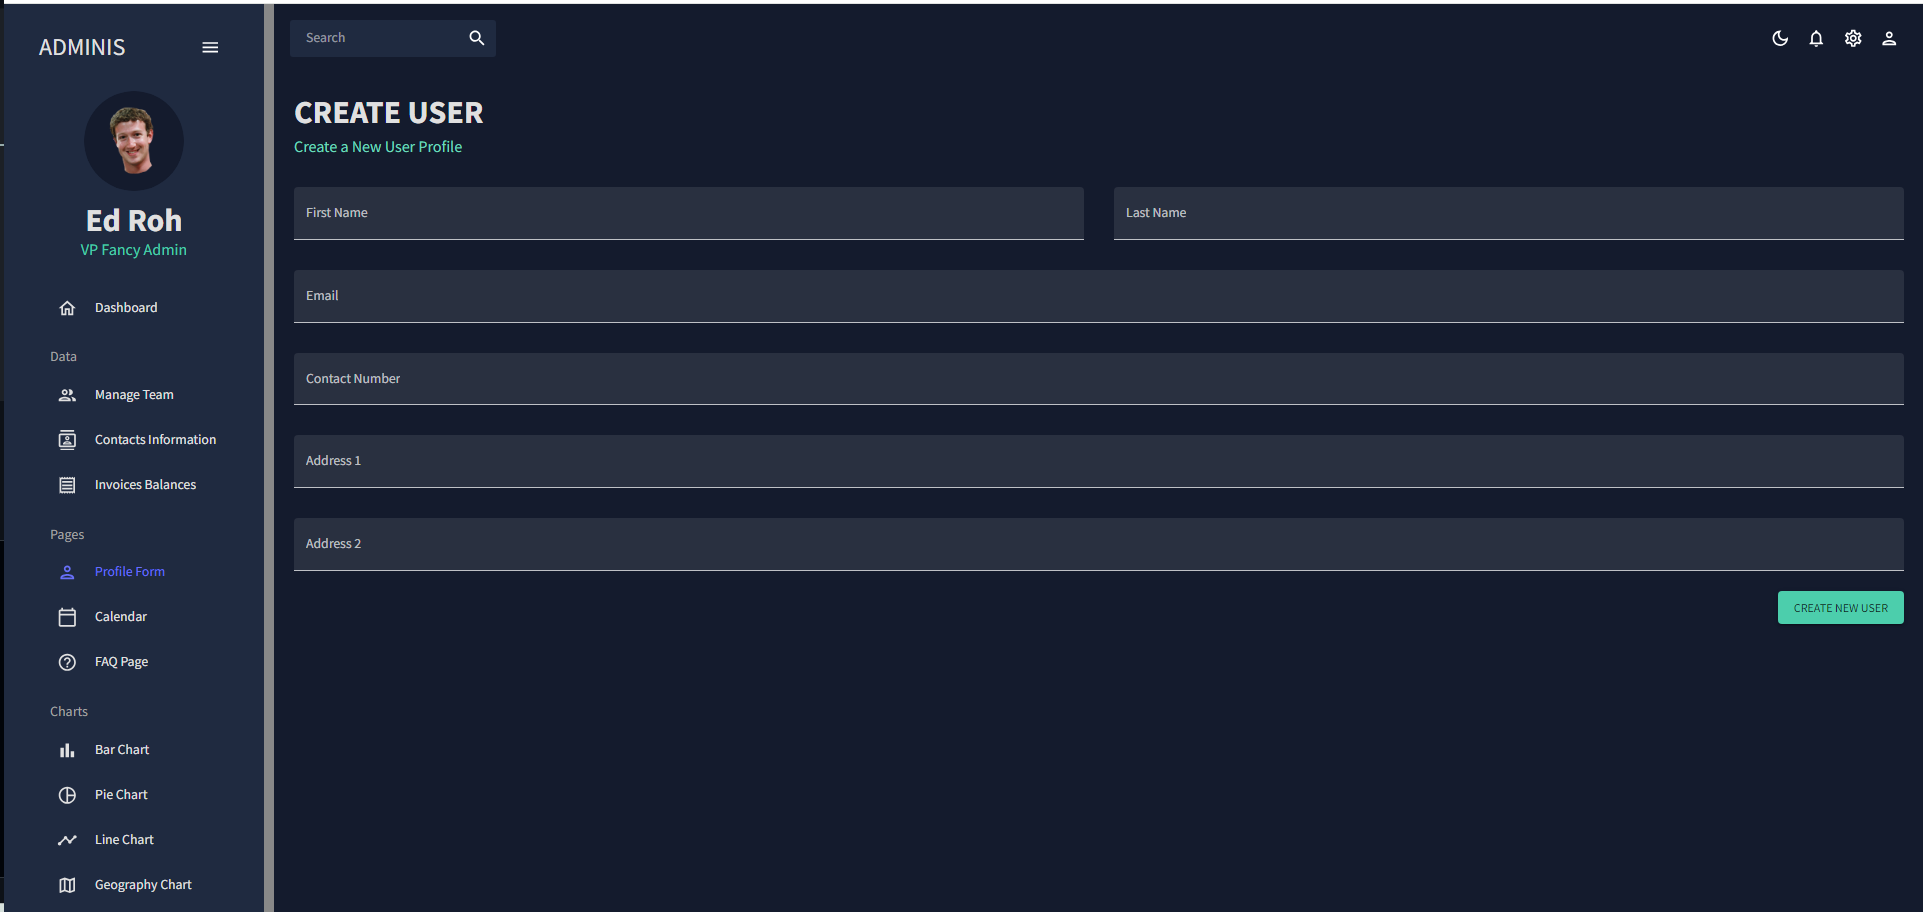 ADMINIS
Ed Roh
VP Fancy Admin
Dashboard
Data
Manage Team
Contacts Information
Invoices Balances
Pages
Profile Form
Calendar
FAQ Page
Charts
Bar Chart
Pie Chart
Line Chart
Geography Chart
Search
CREATE USER
Create a New User Profile
First Name
Last Name
Email
Contact Number
Address 1
Address 2
CREATE NEW USER